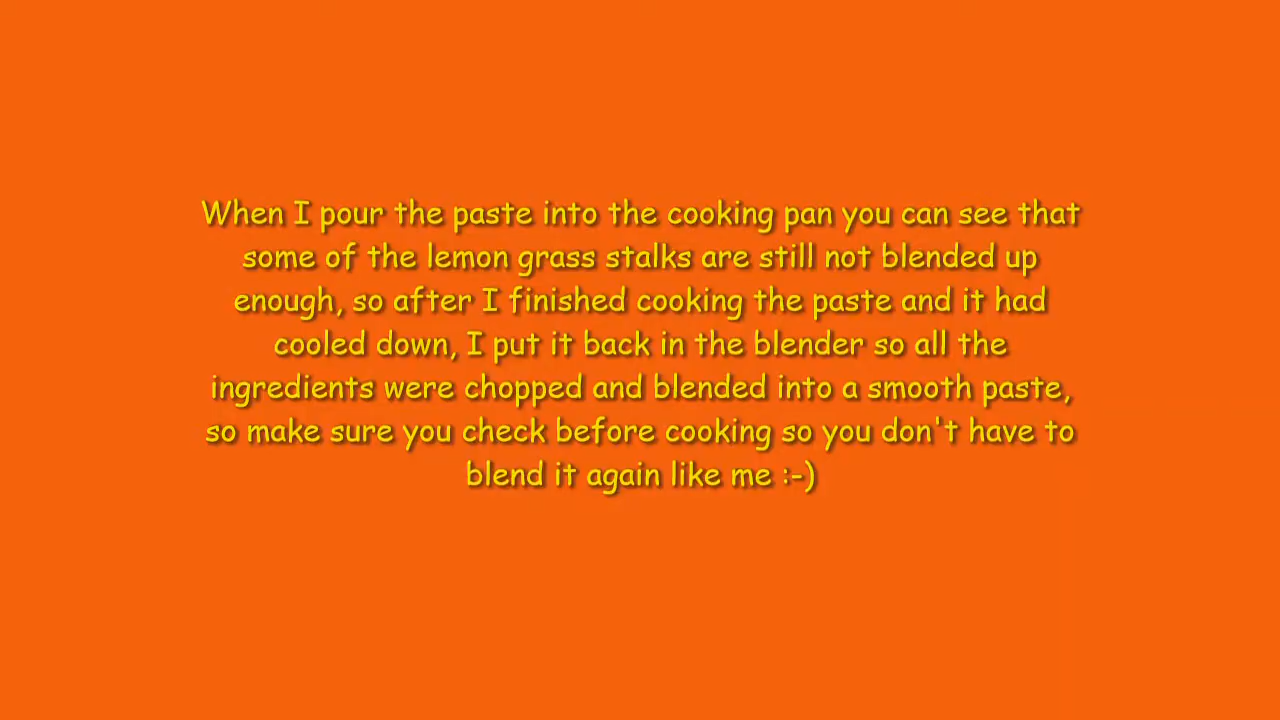 When I pour the paste into the cooking pan you can see that
some of the lemon grass stalks are still not blended up
enough, so after I finished cooking the paste and it had
cooled down, I put it back in the blender so all the
ingredients were chopped and blended into a smooth paste,
so make sure you check before cooking so you don't have to
blend it again like me :-)